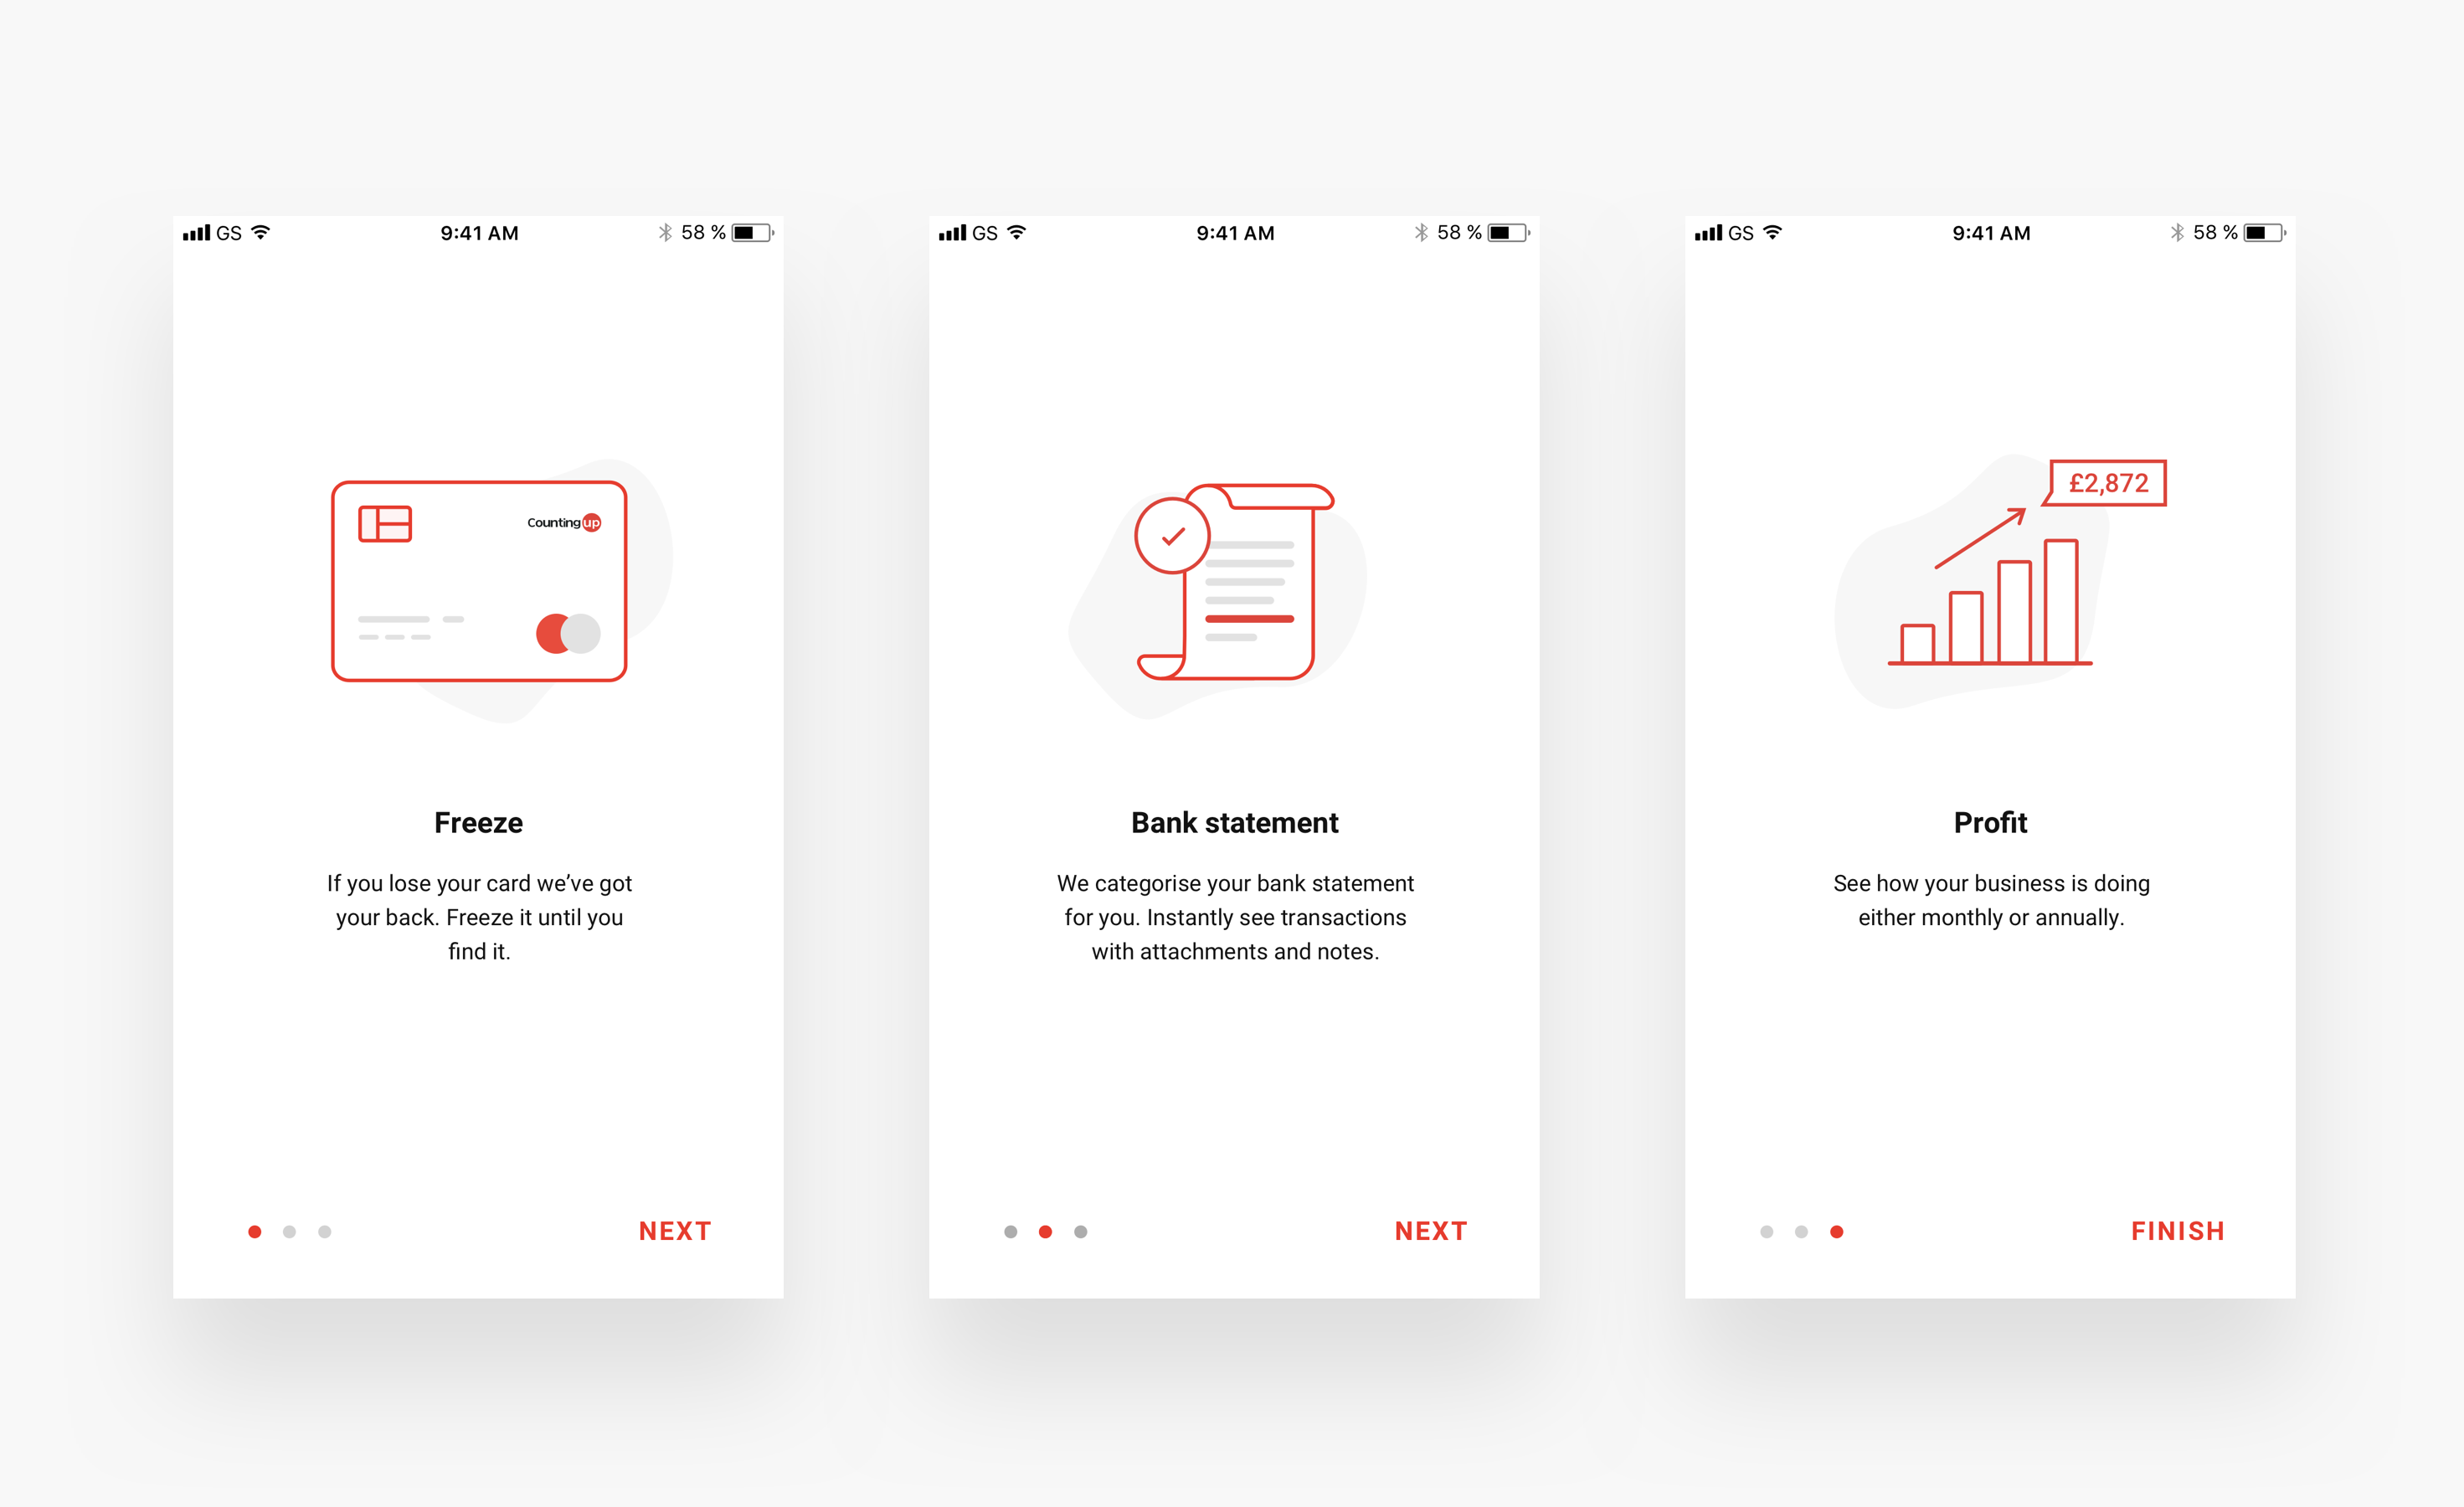 GS 9:41 AM 58 %
Countingup
Freeze
If you lose your card we’ve got
your back. Freeze it until you
find it.
NEXT
GS 9:41 AM 58 %
Bank statement
We categorise your bank statement
for you. Instantly see transactions
with attachments and notes.
NEXT
GS 9:41 AM 58 %
£2,872
Profit
See how your business is doing
either monthly or annually.
FINISH